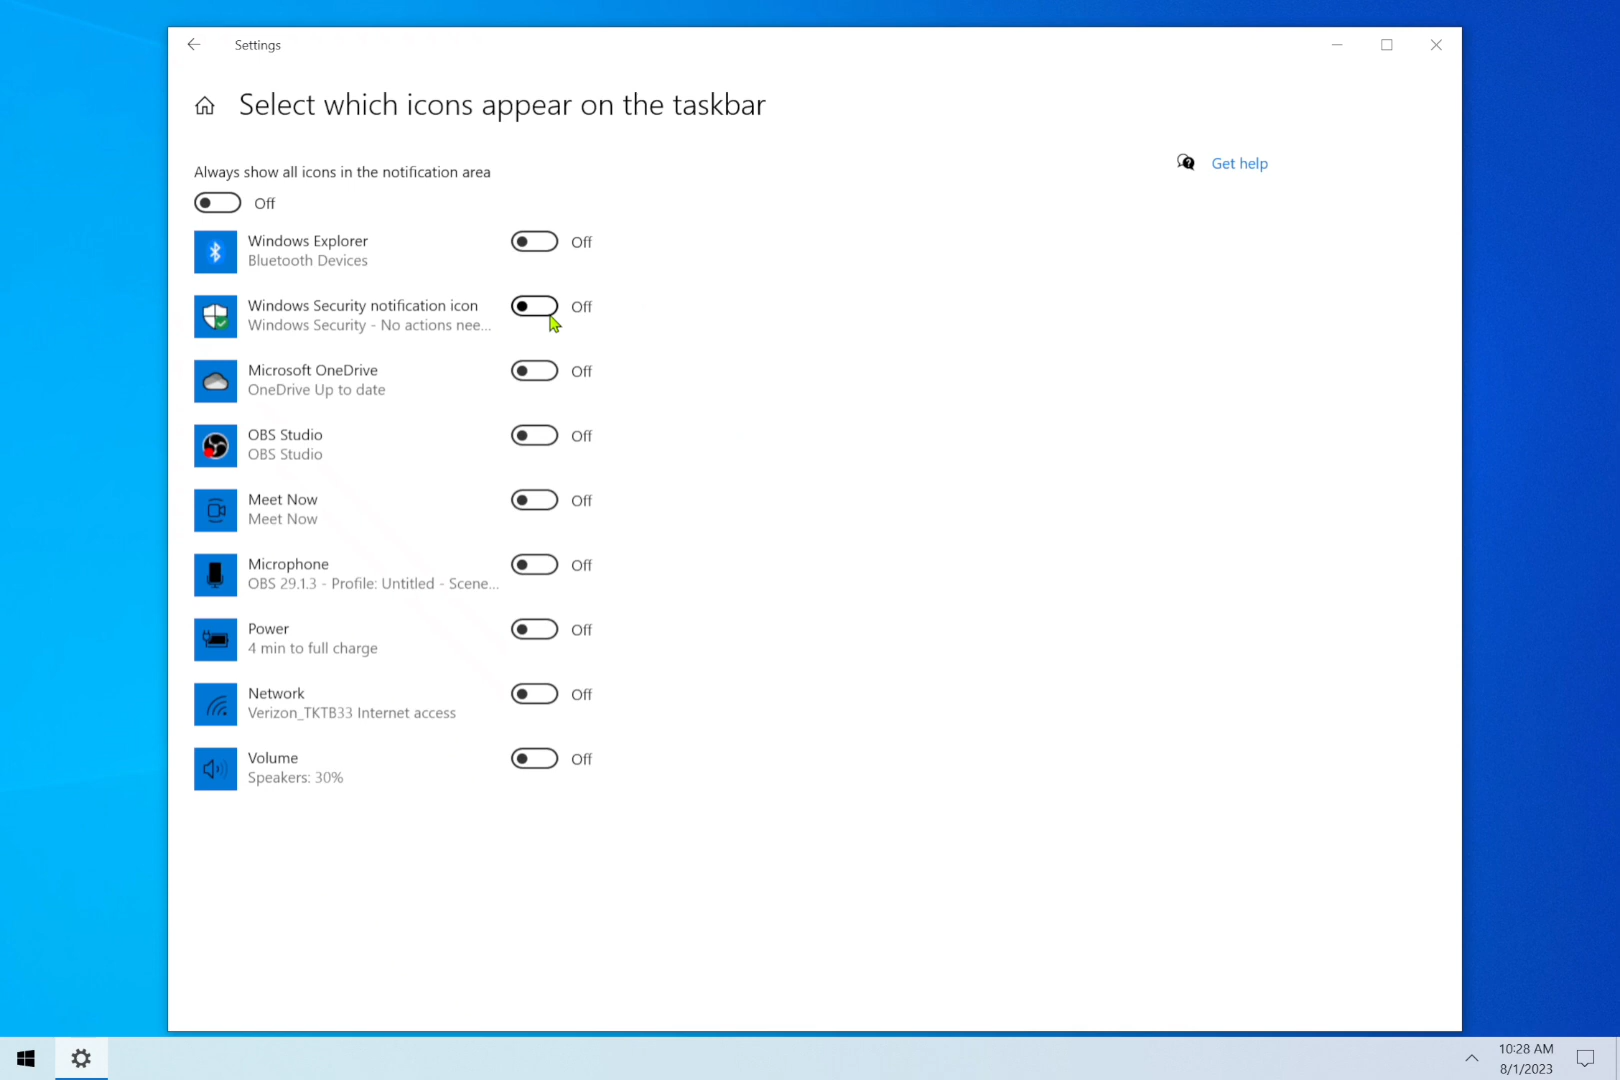 Settings
Select which icons appear on the taskbar
Get help
Always show all icons in the notification area
Off
Windows Explorer
Bluetooth Devices
Off
Windows Security notification icon
Windows Security - No actions nee...
Off
Microsoft OneDrive
OneDrive Up to date
Off
OBS Studio
OBS Studio
Off
Meet Now
Meet Now
Off
Microphone
OBS 29.1.3 - Profile: Untitled - Scene...
Off
Power
4 min to full charge
Off
Network
Verizon_TKTB33 Internet access
Off
Volume
Speakers: 30%
Off
10:28 AM
8/1/2023